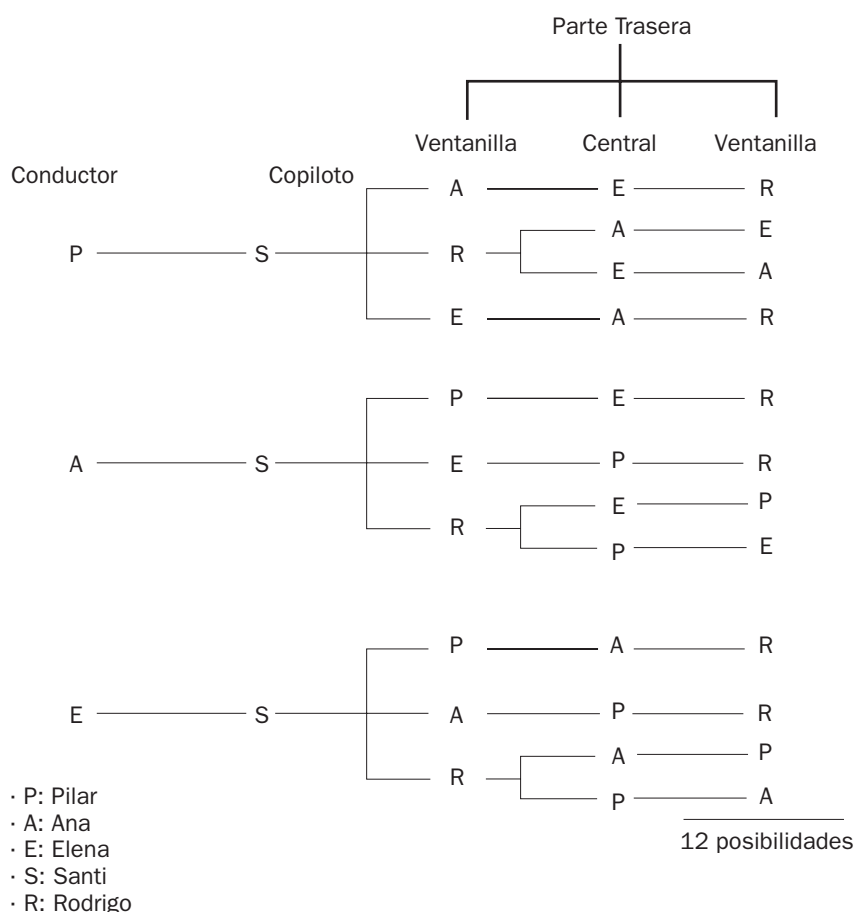 Parte Trasera
Ventanilla Central Ventanilla
Conductor Copiloto
A E R
A E
P S R
E A
E A R
P E R
A S E P R
E P
R
P E
P A R
E S A P R
A P
R
P A
· P: Pilar
· A: Ana
· E: Elena
12 posibilidades
· S: Santi
· R: Rodrigo